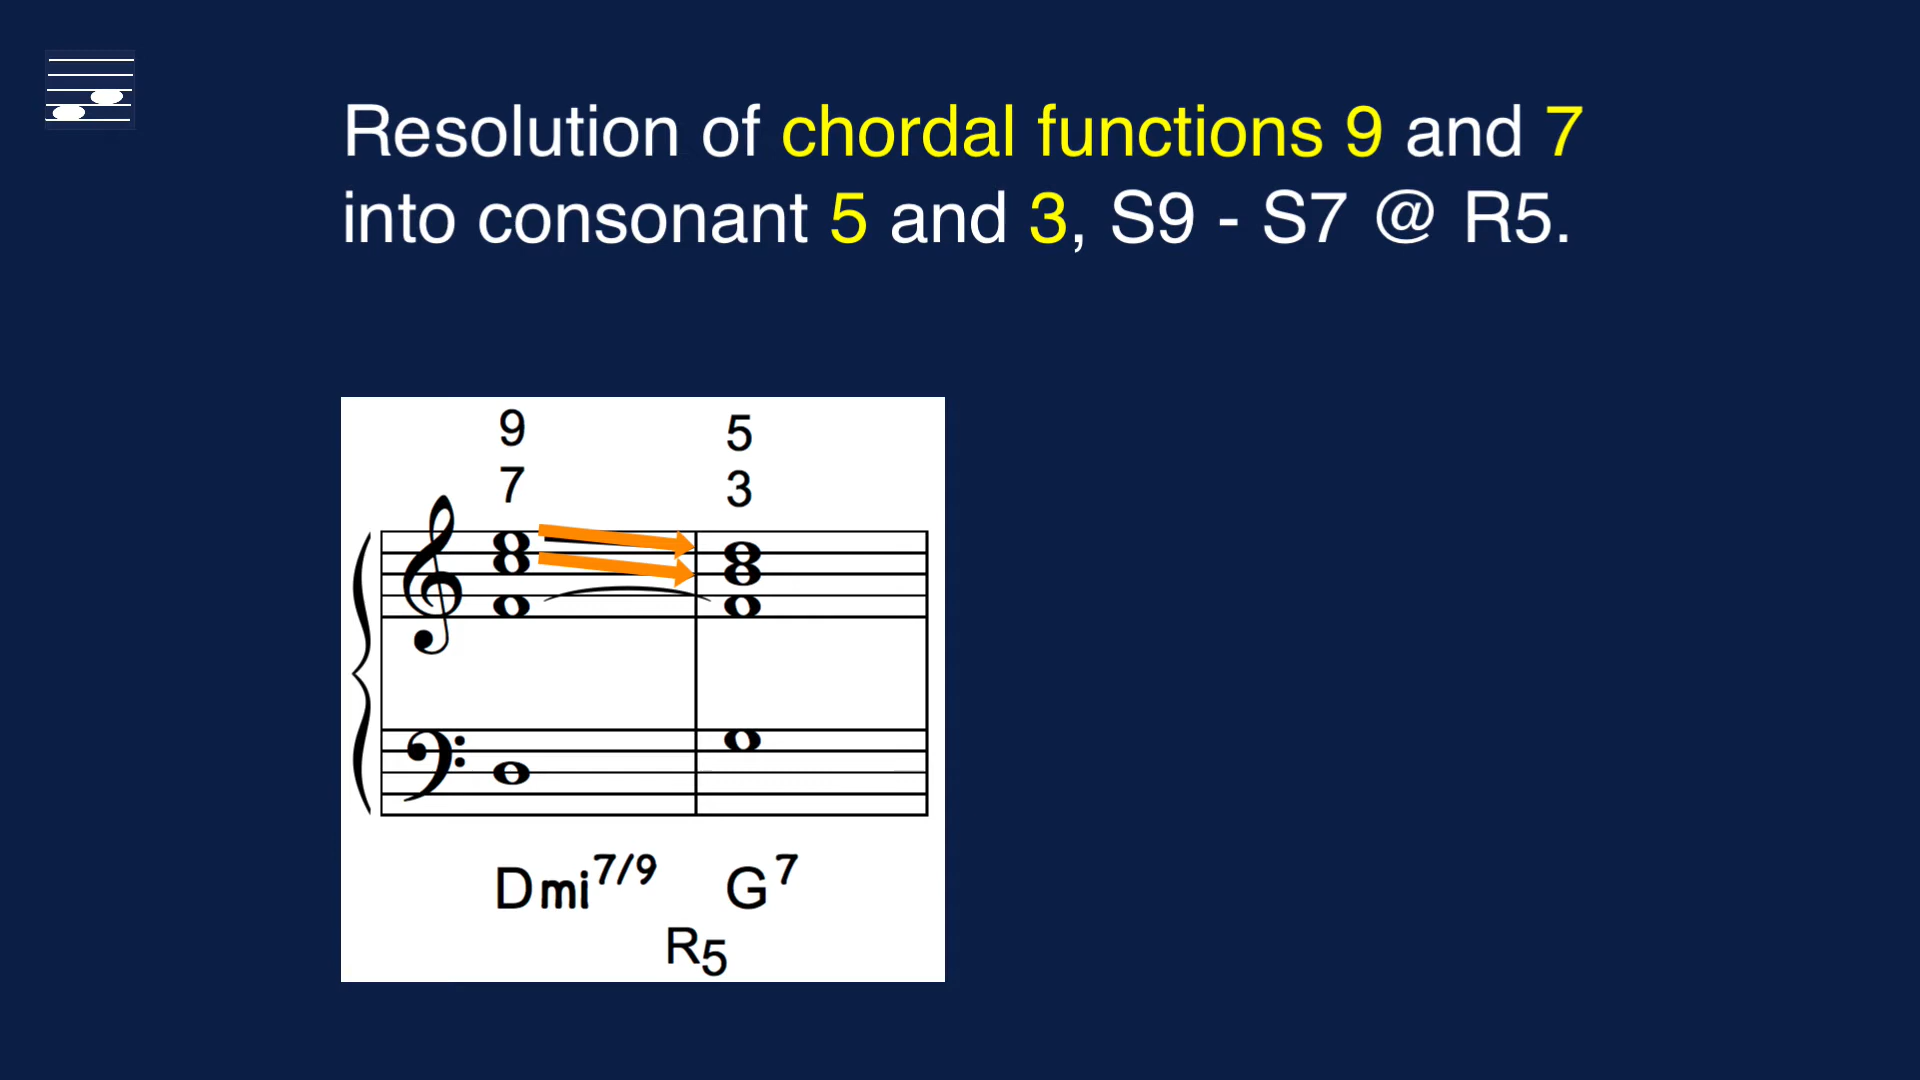 Resolution of chordal functions 9 and 7
into consonant 5 and 3, S9 - S7 @ R5.
9 5
7 3
Dmi7/9 G7
R5